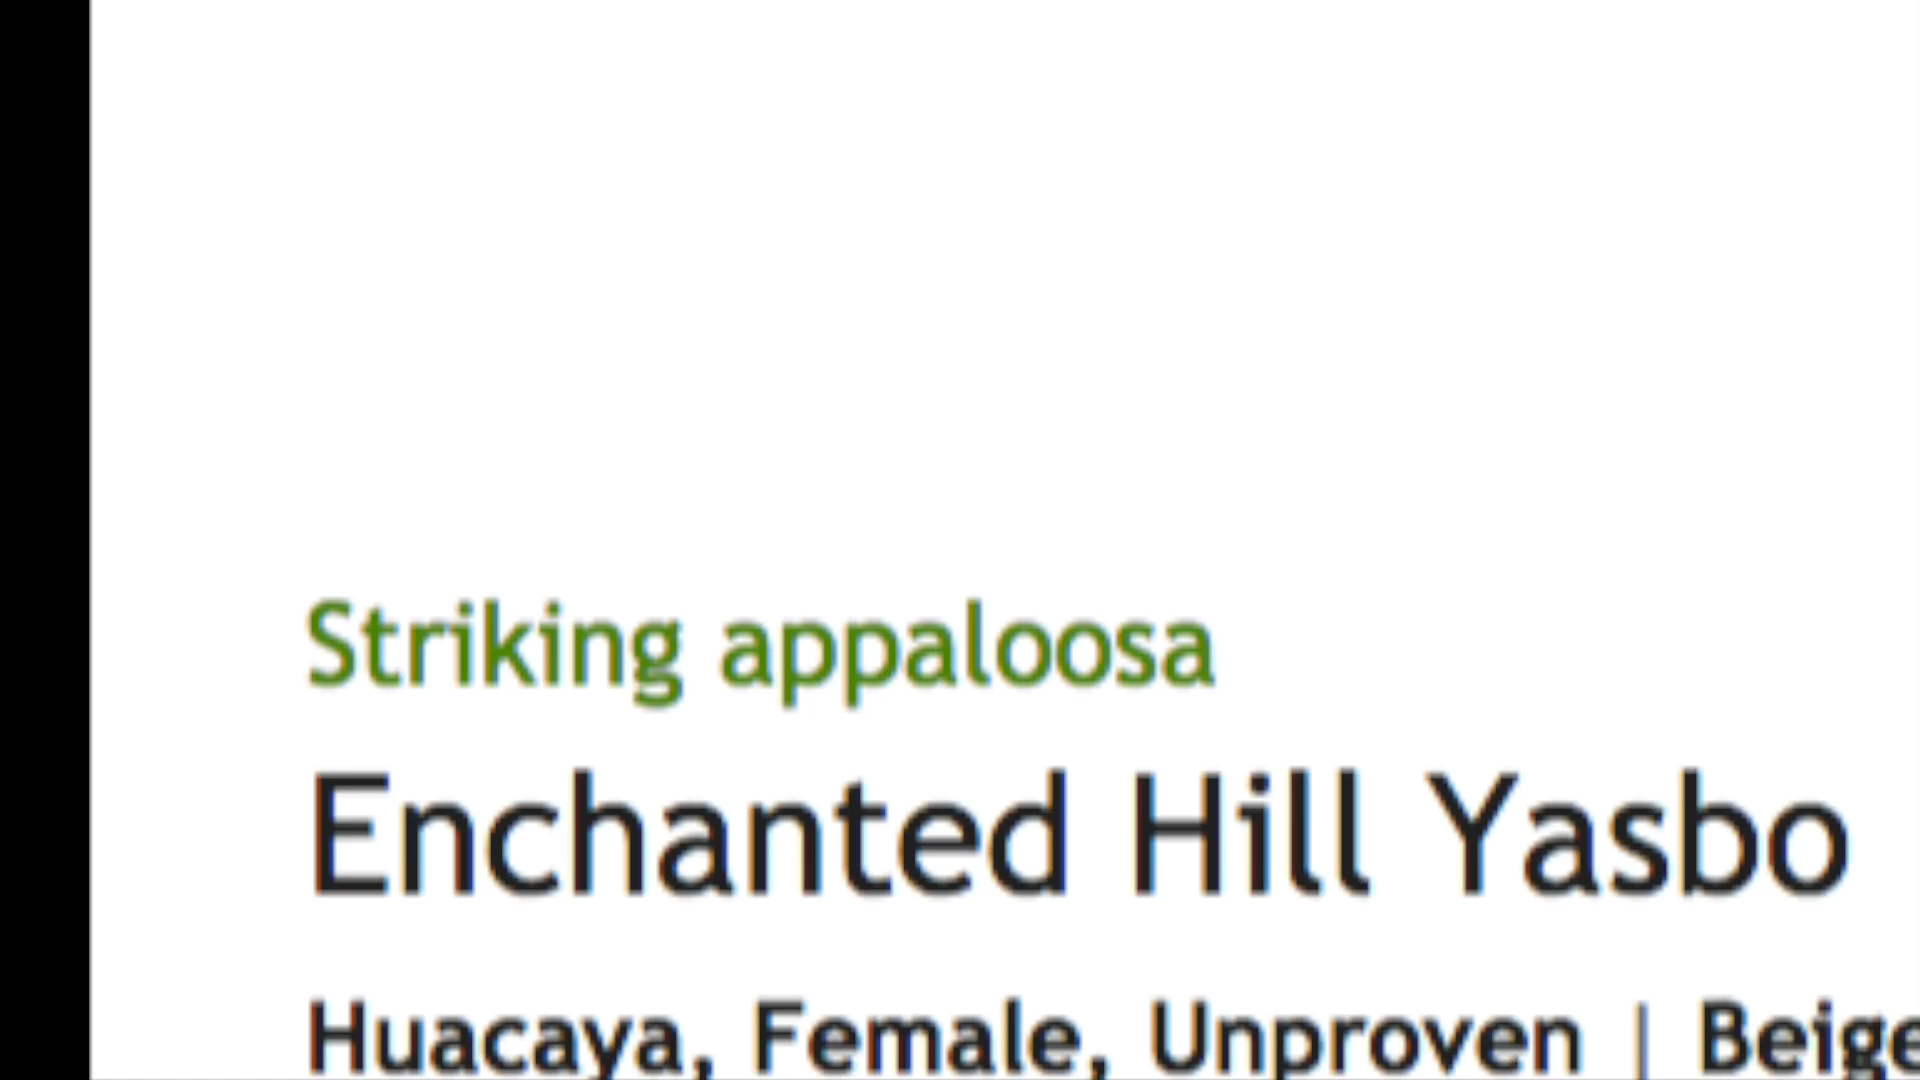 Striking appaloosa
Enchanted Hill Yasbo
Huacaya, Female, Unproven | Beige